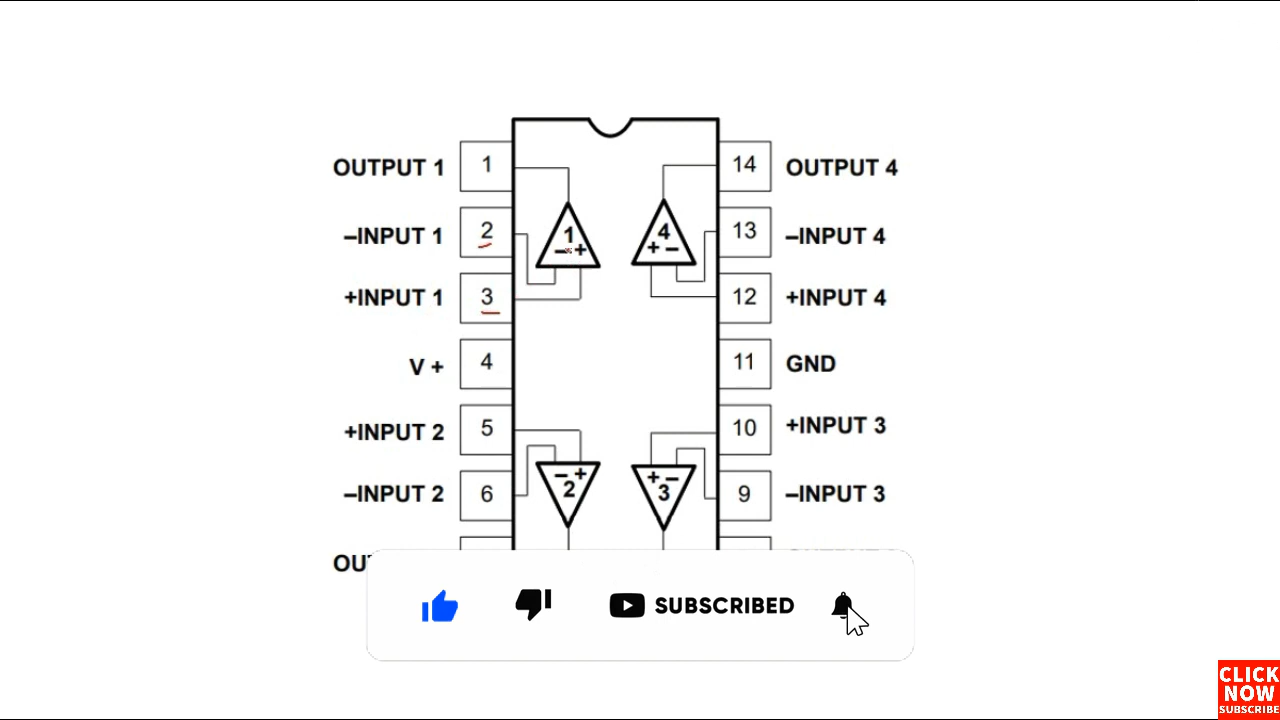 OUTPUT 1
1
14
OUTPUT 4
–INPUT 1
2
1
4
13
–INPUT 4
– +
+ –
+INPUT 1
3
12
+INPUT 4
V +
4
11
GND
+INPUT 2
5
10
+INPUT 3
– +
+ –
–INPUT 2
6
2
3
9
–INPUT 3
OU
SUBSCRIBED
CLICK
NOW
SUBSCRIBE